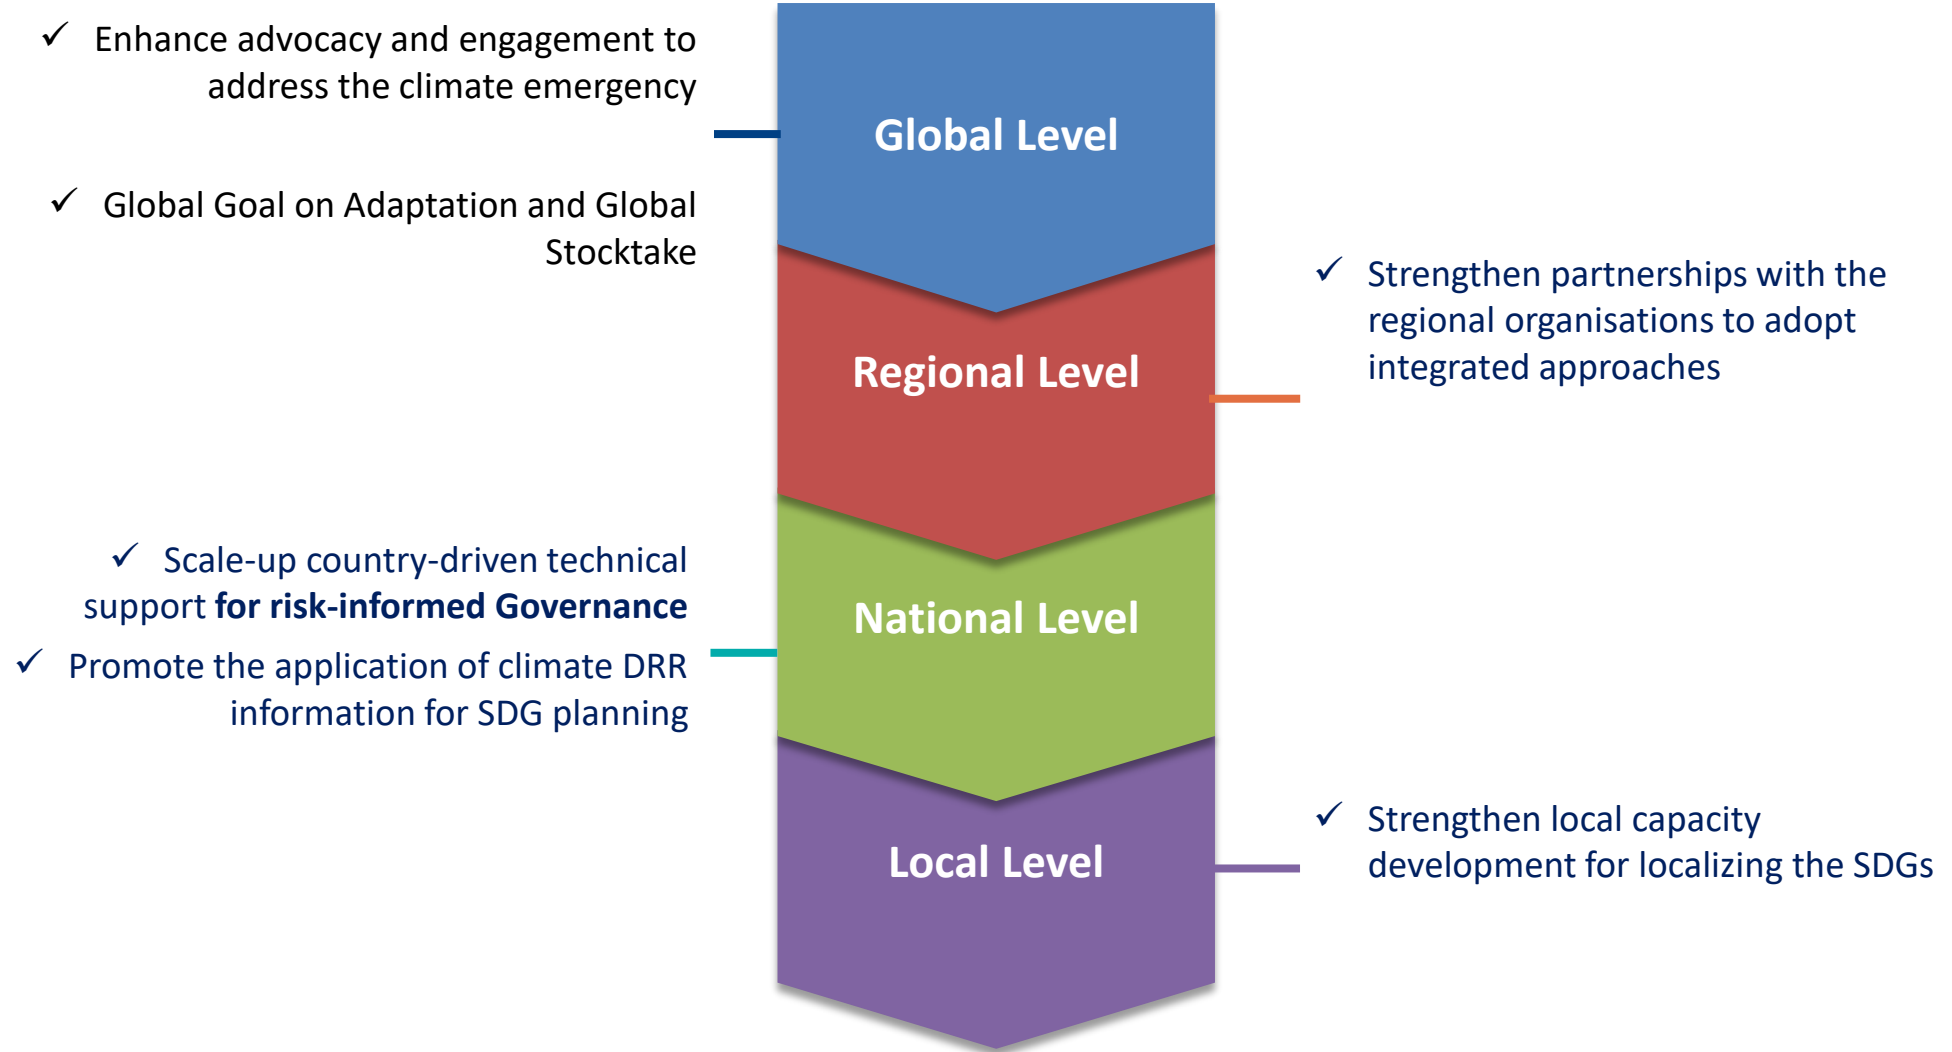 ✓ Enhance advocacy and engagement to
address the climate emergency
Global Level
✓ Global Goal on Adaptation and Global
Stocktake
✓ Strengthen partnerships with the
regional organisations to adopt
integrated approaches
Regional Level
✓ Scale-up country-driven technical
support for risk-informed Governance
✓ Promote the application of climate DRR
information for SDG planning
National Level
✓ Strengthen local capacity
development for localizing the SDGs
Local Level